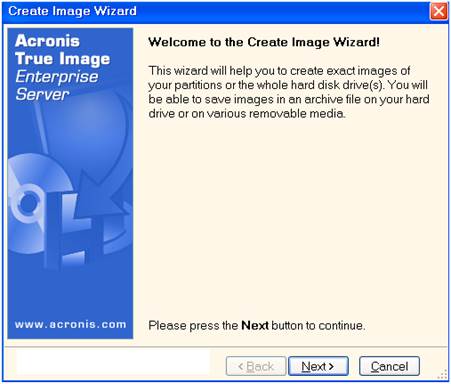 Create Image Wizard
Acronis
True Image
Enterprise
Server
Welcome to the Create Image Wizard!
This wizard will help you to create exact images of
your partitions or the whole hard disk drive(s). You will
be able to save images in an archive file on your hard
drive or on various removable media.
www.acronis.com
Please press the Next button to continue.
< Back
Next >
Cancel